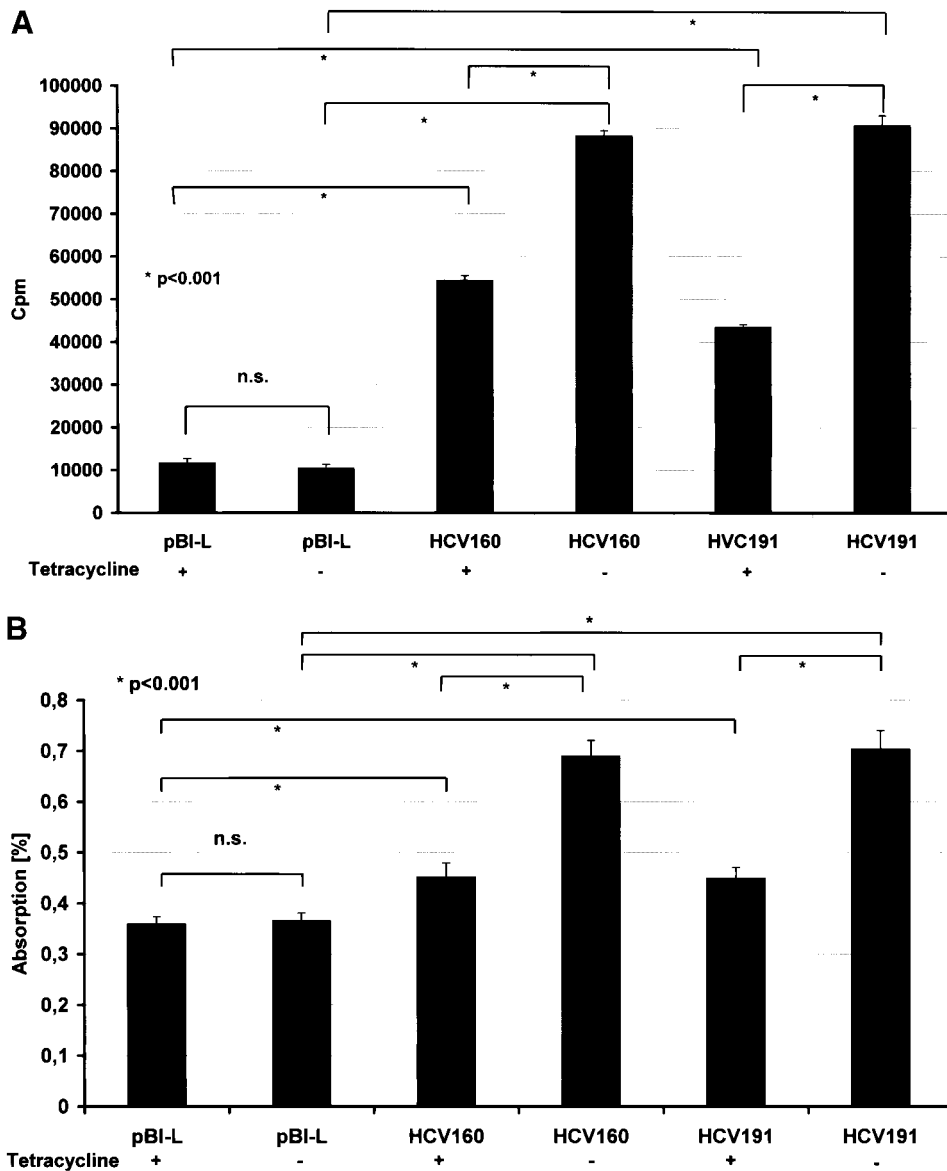 A
*
*
*
*
*
*
100000
90000
80000
70000
60000
50000
40000
30000
20000
10000
0
Cpm
* p<0.001
n.s.
pBI-L pBI-L HCV160 HCV160 HVC191 HCV191
Tetracycline + - + - + -
B
*
*
*
*
* p<0.001
*
*
0,8
0,7
0,6
0,5
0,4
0,3
0,2
0,1
0
Absorption [%]
n.s.
pBI-L pBI-L HCV160 HCV160 HCV191 HCV191
Tetracycline + - + - + -